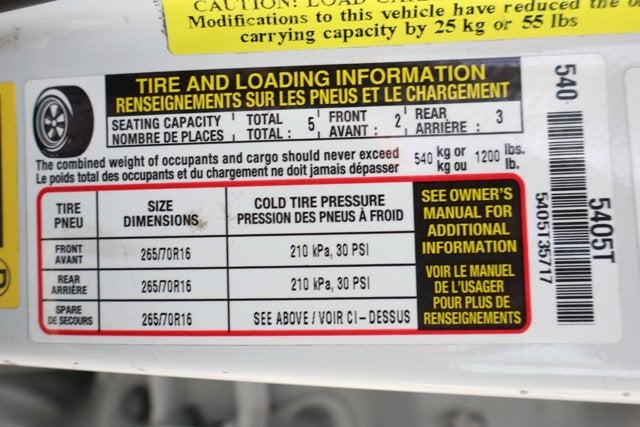 CAUTION: LOAD
Modifications to this vehicle have reduced the
carrying capacity by 25 kg or 55 lbs
TIRE AND LOADING INFORMATION
RENSEIGNEMENTS SUR LES PNEUS ET LE CHARGEMENT
SEATING CAPACITY TOTAL 5 FRONT 2 REAR 3
NOMBRE DE PLACES TOTAL : AVANT : ARRIÈRE :
The combined weight of occupants and cargo should never exceed 540 kg or 1200 lbs.
Le poids total des occupants et du chargement ne doit jamais dépasser kg ou lb.
TIRE
PNEU
SIZE
DIMENSIONS
COLD TIRE PRESSURE
PRESSION DES PNEUS À FROID
FRONT
AVANT
265/70R16
210 kPa, 30 PSI
REAR
ARRIÈRE
265/70R16
210 kPa, 30 PSI
SPARE
DE SECOURS
265/70R16
SEE ABOVE / VOIR CI - DESSUS
SEE OWNER'S
MANUAL FOR
ADDITIONAL
INFORMATION
VOIR LE MANUEL
DE L'USAGER
POUR PLUS DE
RENSEIGNEMENTS
540
5405135717
5405T